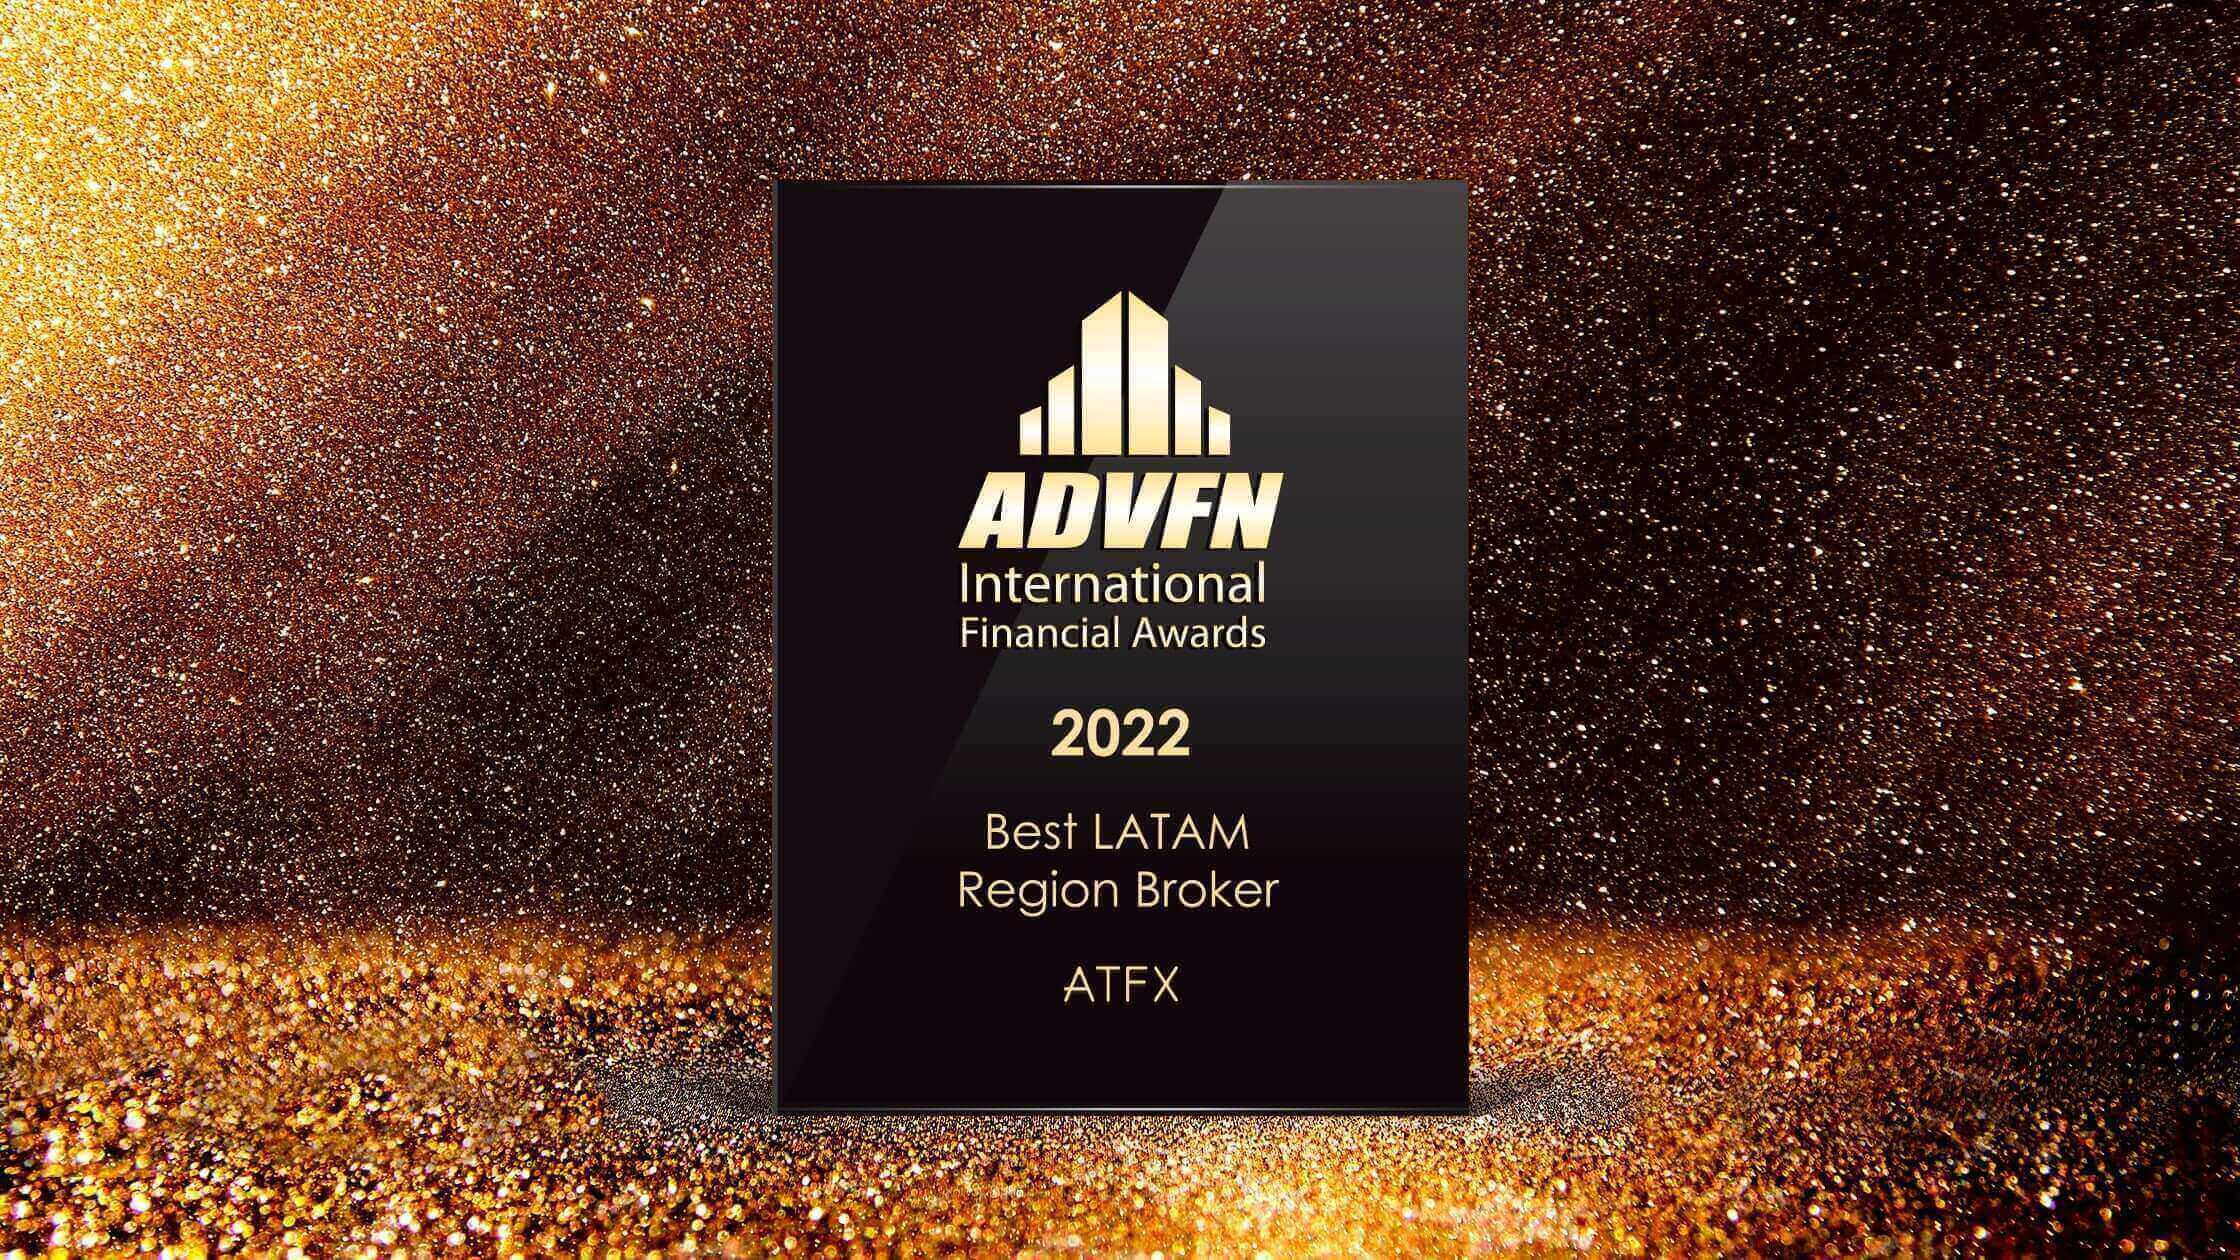 ADVFN
International
Financial Awards
2022
Best LATAM
Region Broker
ATFX